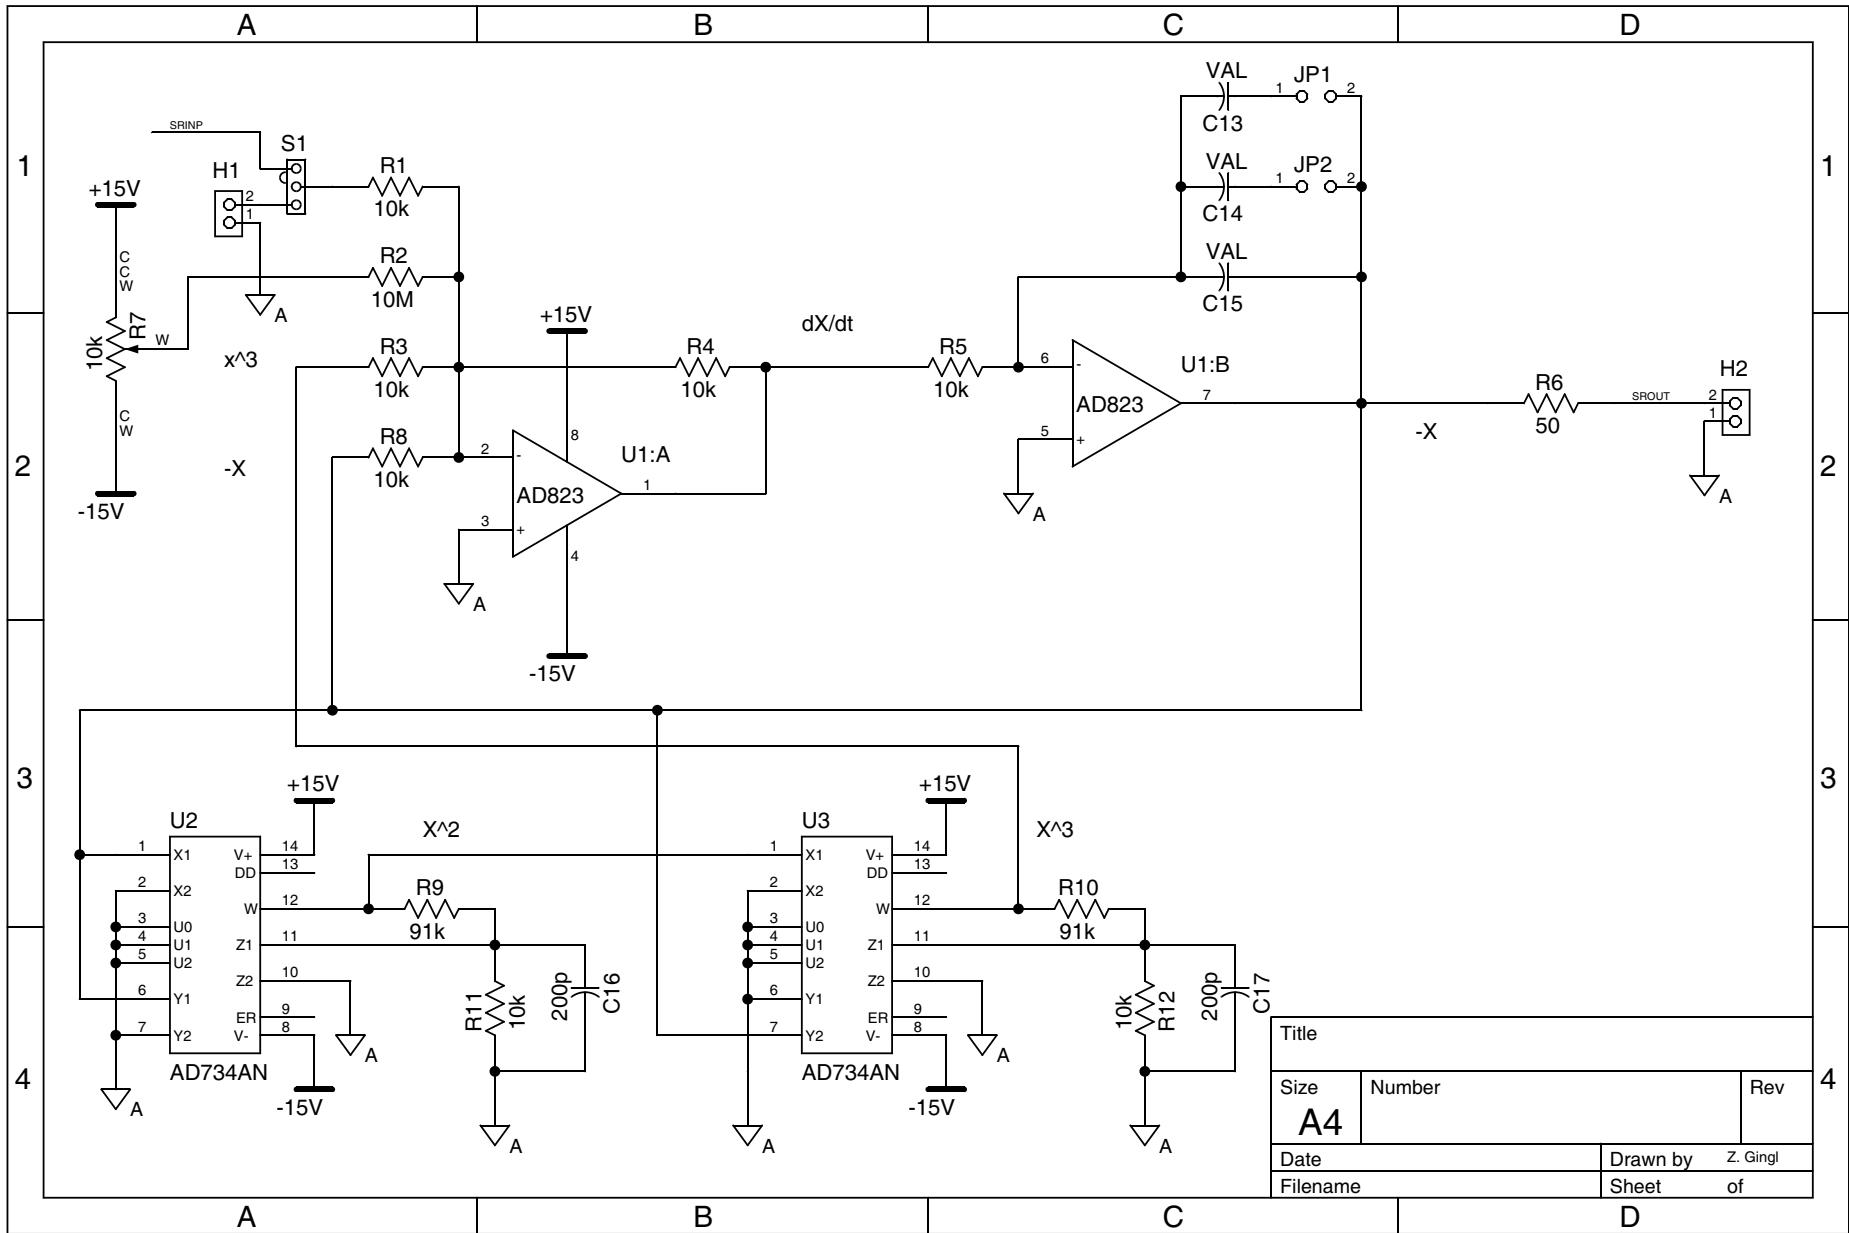 A B C D
1
SRINP
S1
H1
2
1
+15V
C
C
W
R7
10k
W
C
W
-15V
A
R1
10k
R2
10M
x^3
R3
10k
-X
R8
10k
+15V
8
2
-
AD823
3
+
4
U1:A
1
A
-15V
R4
10k
dX/dt
R5
10k
VAL
C13
1
JP1
2
VAL
C14
1
JP2
2
VAL
C15
6
-
AD823
5
+
U1:B
7
A
-X
R6
50
SROUT
H2
2
1
A
1
2
2
3
3
U2
+15V
1 X1 V+ 14
DD 13
2 X2
W 12
3 U0
4 U1 Z1 11
5 U2
Z2 10
6 Y1
ER 9
7 Y2 V- 8
AD734AN
A
A
-15V
X^2
R9
91k
R11
10k
200p
C16
A
U3
+15V
1 X1 V+ 14
DD 13
2 X2
W 12
3 U0
4 U1 Z1 11
5 U2
Z2 10
6 Y1
ER 9
7 Y2 V- 8
AD734AN
A
A
-15V
X^3
R10
91k
10k
R12
200p
C17
A
4
4
Title
Size
A4
Number
Rev
Date
Drawn by Z. Gingl
Filename
Sheet of
A B C D